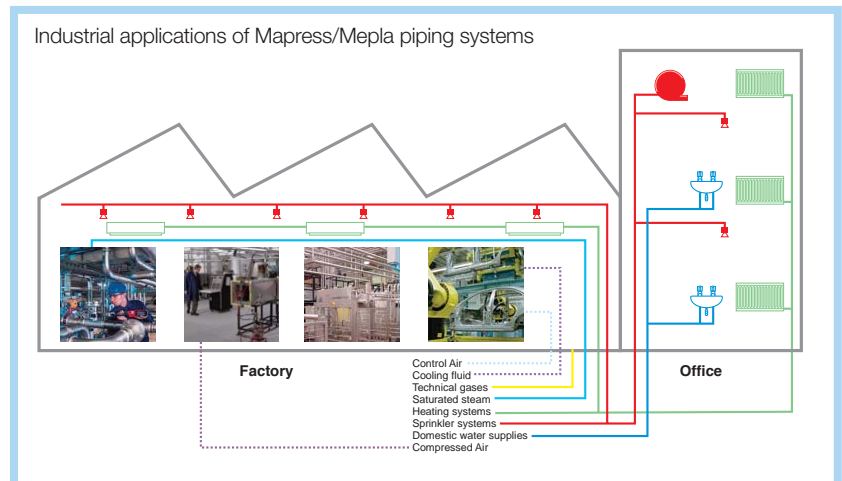 Industrial applications of Mapress/Mepla piping systems
Factory
Office
Control Air
Cooling fluid
Technical gases
Saturated steam
Heating systems
Sprinkler systems
Domestic water supplies
Compressed Air